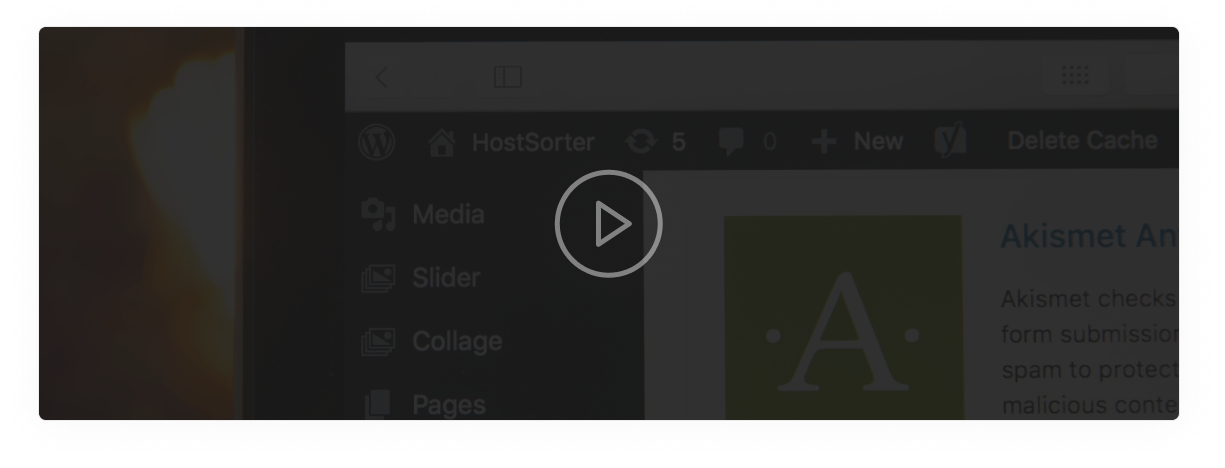 HostSorter 5 0 New Delete Cache
Media
Slider
Collage
Pages
·A·
Akismet An
Akismet checks
form submission
spam to protect
malicious conte